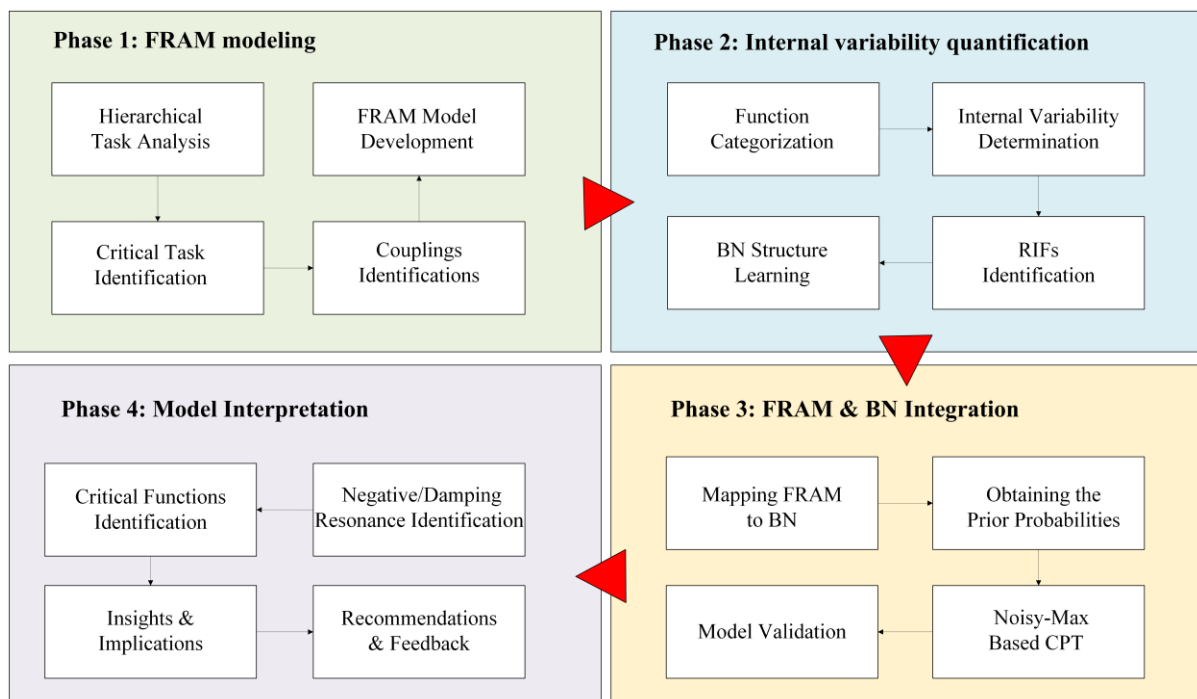 Phase 1: FRAM modeling
Hierarchical
Task Analysis
FRAM Model
Development
Critical Task
Identification
Couplings
Identifications
Phase 2: Internal variability quantification
Function
Categorization
Internal Variability
Determination
BN Structure
Learning
RIFs
Identification
Phase 4: Model Interpretation
Critical Functions
Identification
Negative/Damping
Resonance Identification
Insights &
Implications
Recommendations
& Feedback
Phase 3: FRAM & BN Integration
Mapping FRAM
to BN
Obtaining the
Prior Probabilities
Model Validation
Noisy-Max
Based CPT